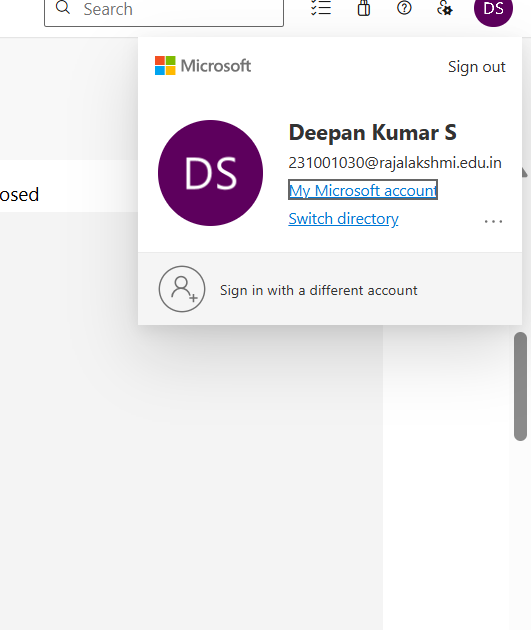 Search
DS
Microsoft
Sign out
Deepan Kumar S
231001030@rajalakshmi.edu.in
DS
osed
My Microsoft account
Switch directory
...
Sign in with a different account